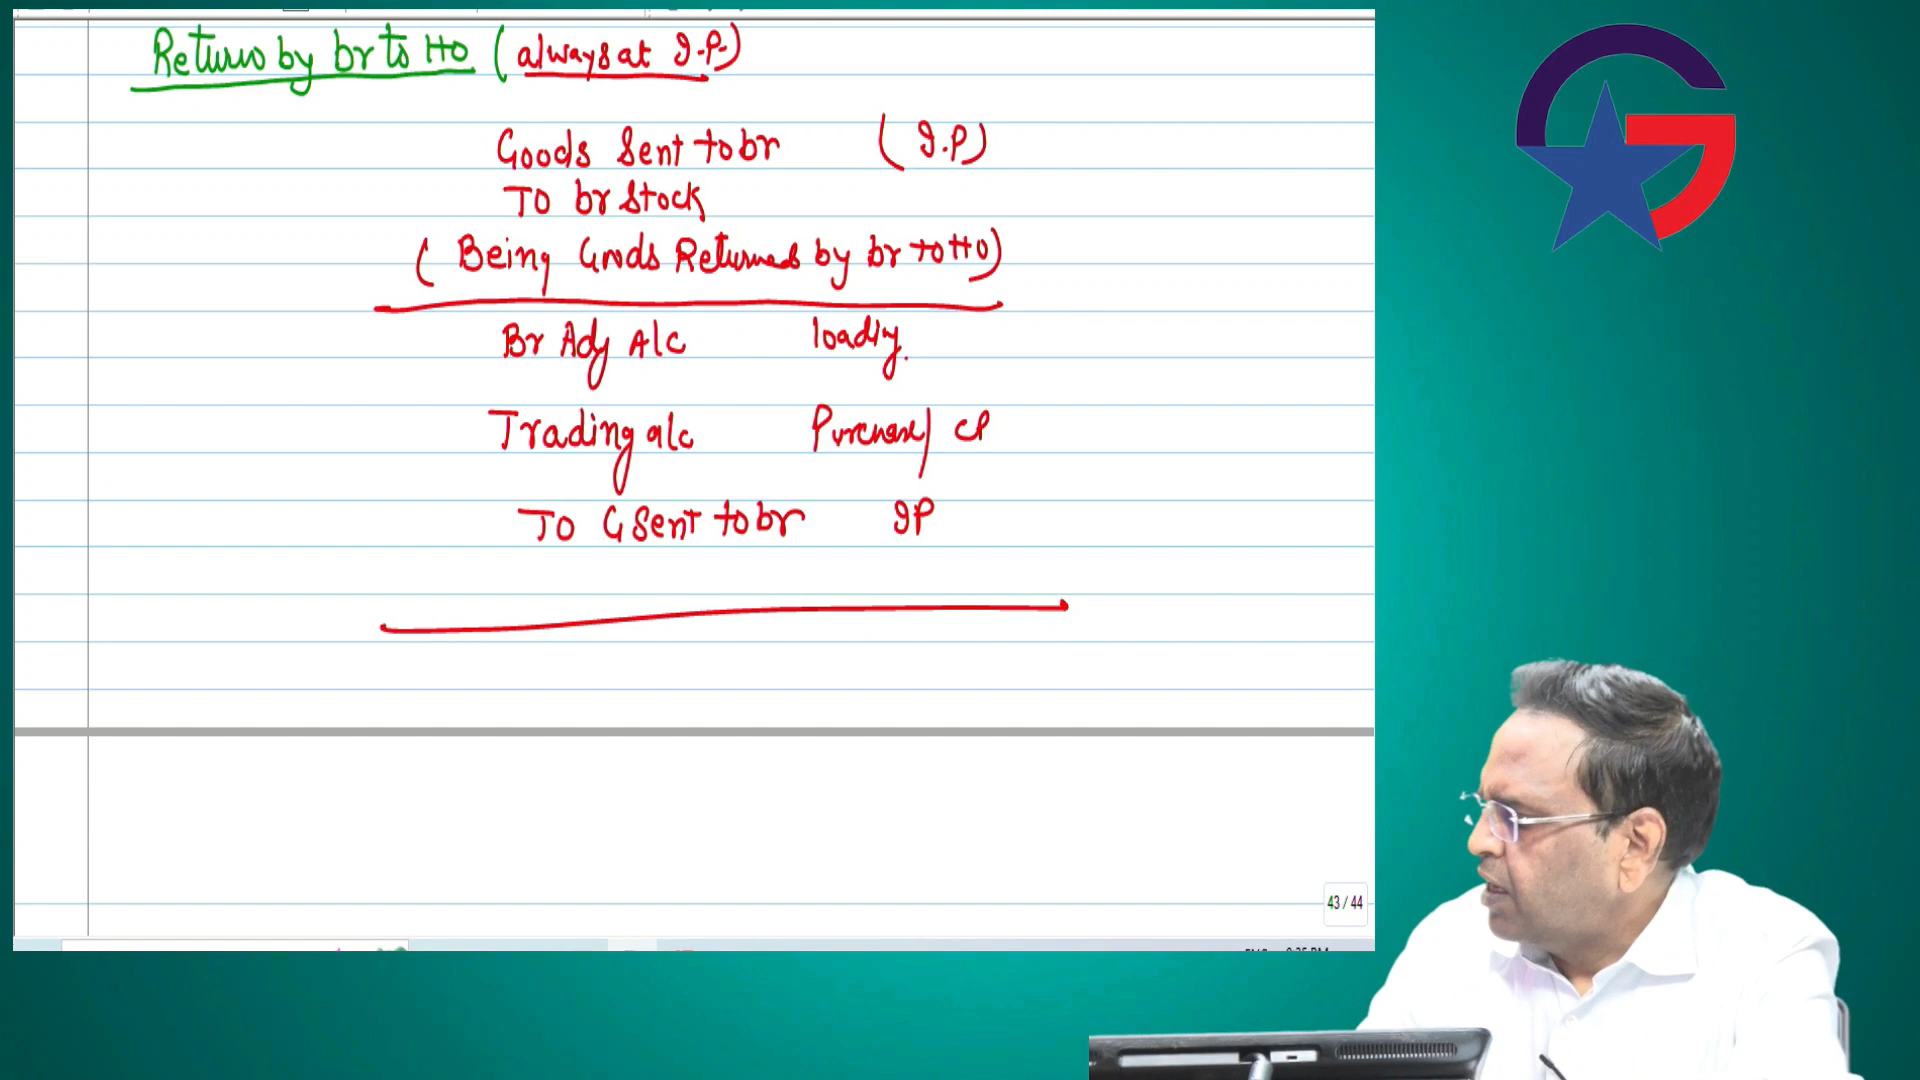 Returns by br to HO (always at I.P.)
Goods Sent to br (I.P)
To br Stock
(Being Goods Returned by br to HO)
Br Adj A/c loading.
Trading a/c Purchase/ CP
To G Sent to br IP
43 / 44